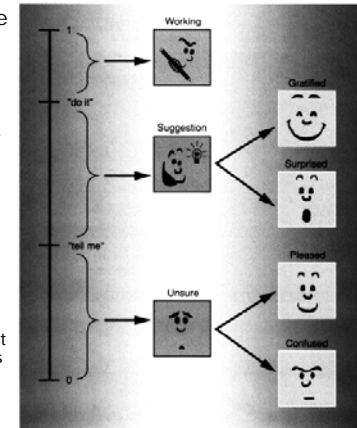 1
Working
Gratified
"do it"
Suggestion
Surprised
"tell me"
Pleased
Unsure
Confused
0